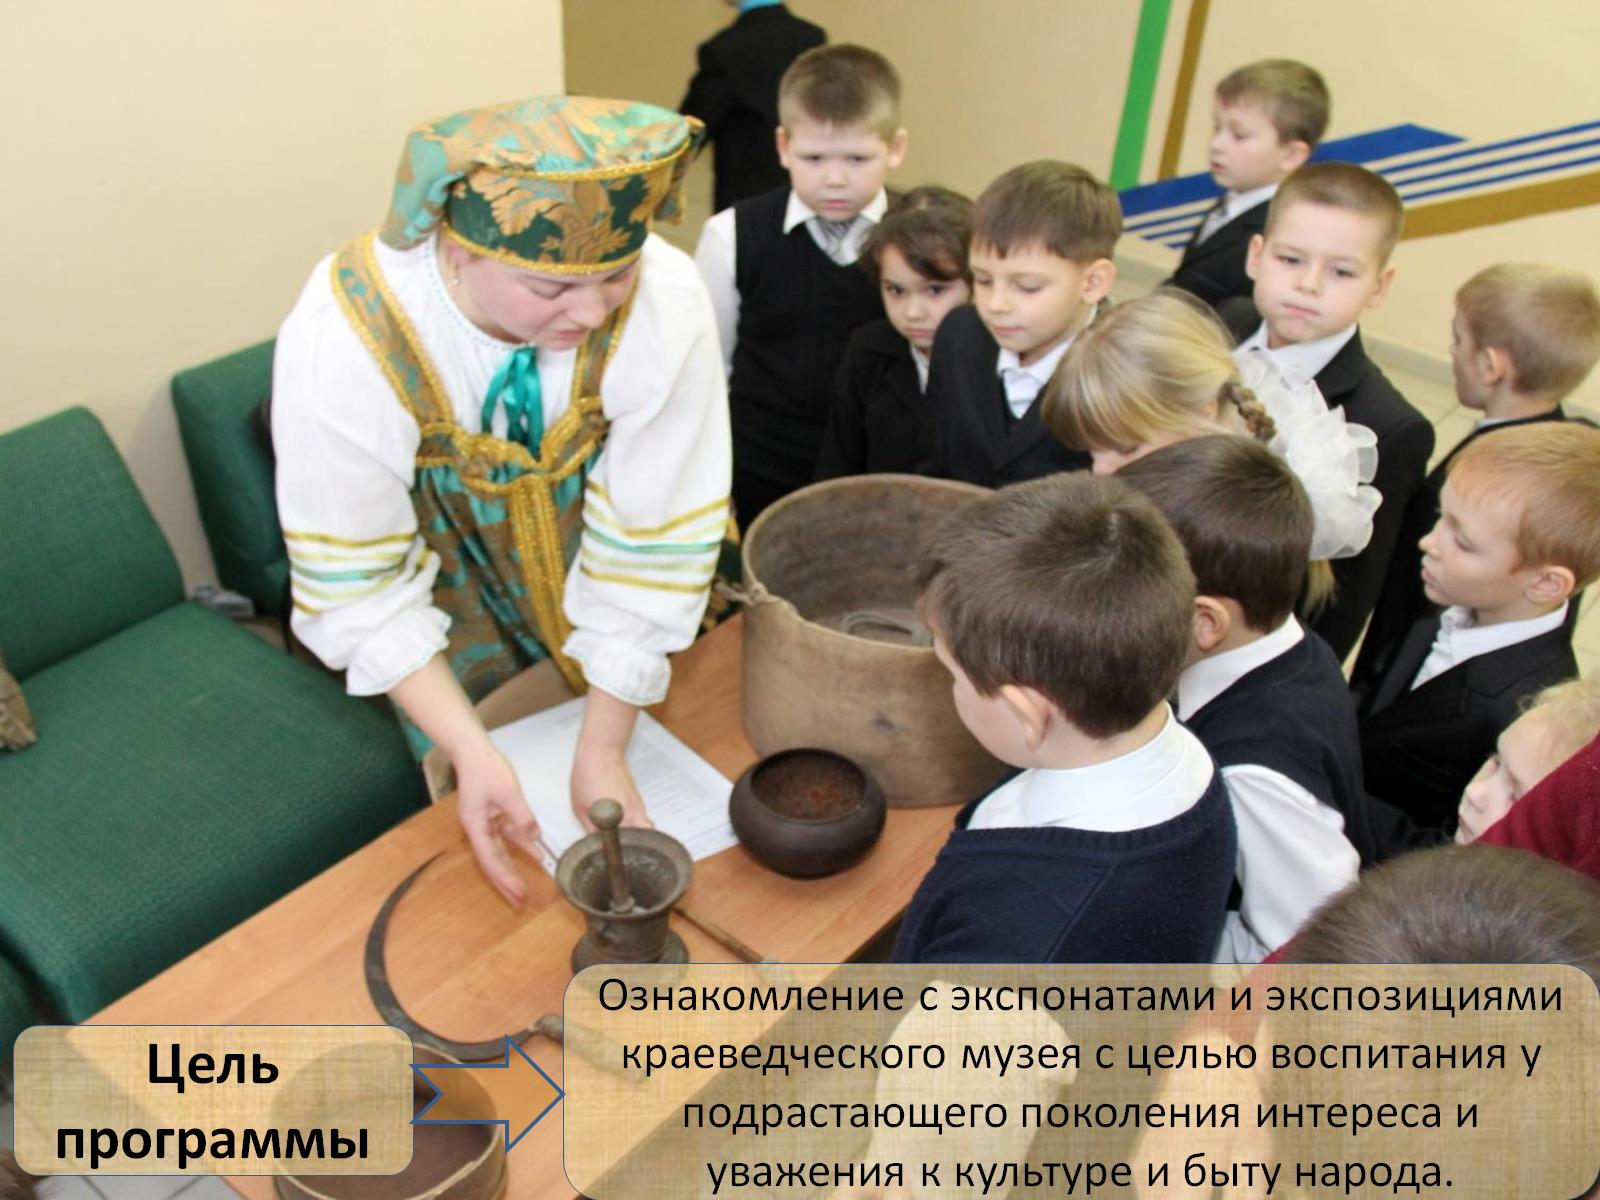 Цель
программы
Ознакомление с экспонатами и экспозициями
краеведческого музея с целью воспитания у
подрастающего поколения интереса и
уважения к культуре и быту народа.